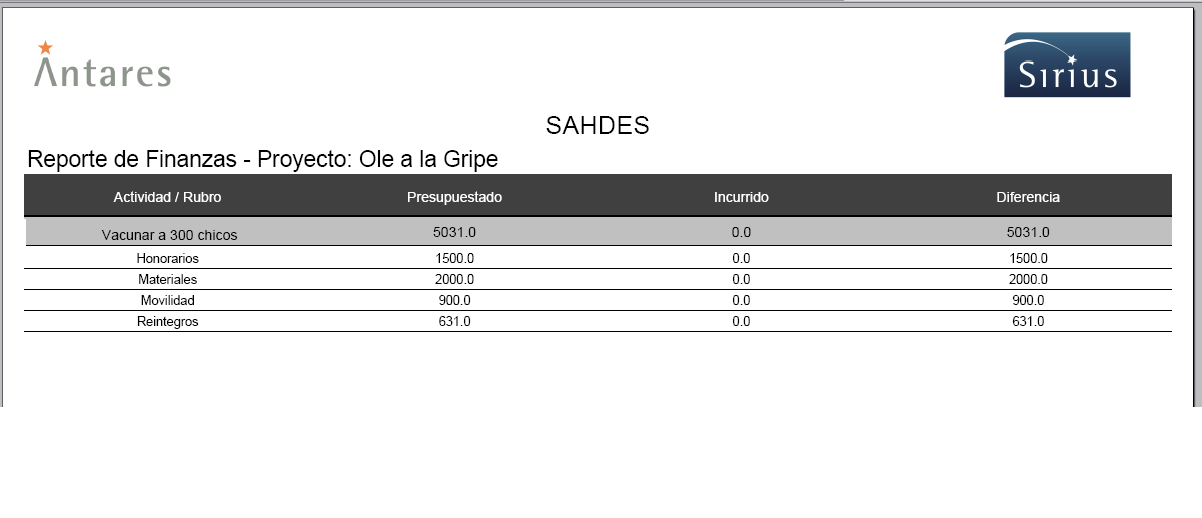 Antares
Sirius
SAHDES
Reporte de Finanzas - Proyecto: Ole a la Gripe
Actividad / Rubro Presupuestado Incurrido Diferencia
Vacunar a 300 chicos 5031.0 0.0 5031.0
Honorarios 1500.0 0.0 1500.0
Materiales 2000.0 0.0 2000.0
Movilidad 900.0 0.0 900.0
Reintegros 631.0 0.0 631.0